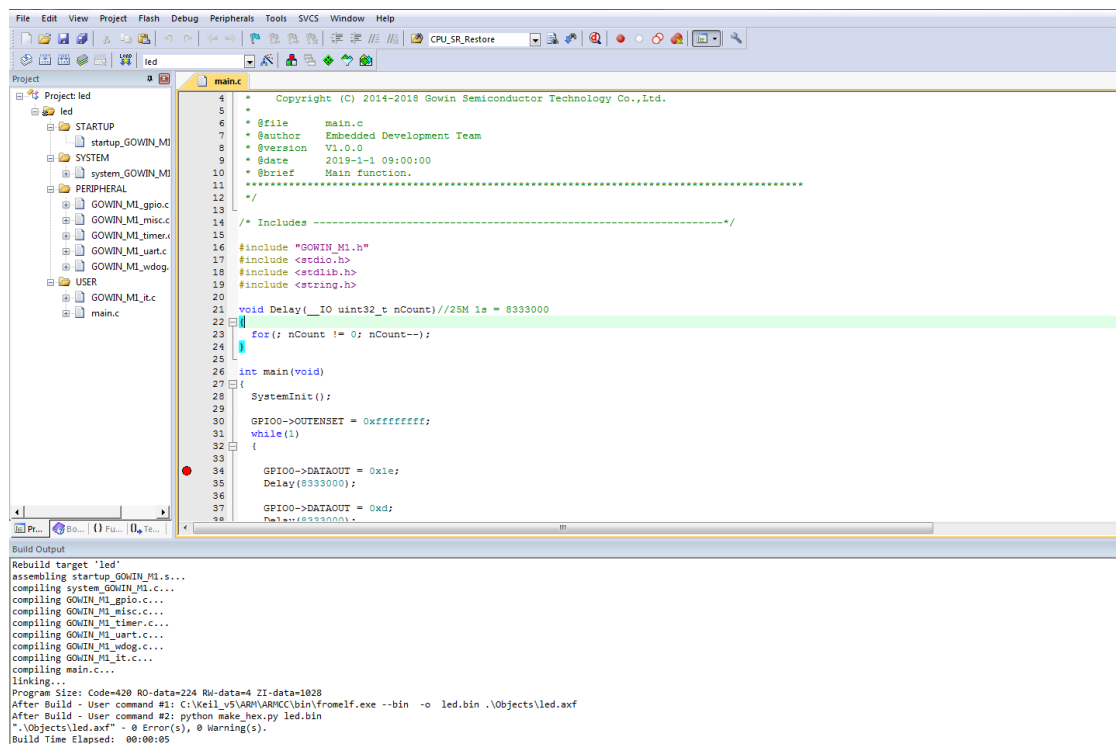 File Edit View Project Flash Debug Peripherals Tools SVCS Window Help
CPU_SR_Restore
LOAD led
Project
main.c
Project: led
led
STARTUP
startup_GOWIN_M1
SYSTEM
system_GOWIN_M1
PERIPHERAL
GOWIN_M1_gpio.c
GOWIN_M1_misc.c
GOWIN_M1_timer.c
GOWIN_M1_uart.c
GOWIN_M1_wdog.
USER
GOWIN_M1_it.c
main.c
4 * Copyright (C) 2014-2018 Gowin Semiconductor Technology Co.,Ltd.
5 *
6 * @file main.c
7 * @author Embedded Development Team
8 * @version V1.0.0
9 * @date 2019-1-1 09:00:00
10 * @brief Main function.
11 ******************************************************************************************
12 */
13
14 /* Includes ------------------------------------------------------------------*/
15
16 #include "GOWIN_M1.h"
17 #include <stdio.h>
18 #include <stdlib.h>
19 #include <string.h>
20
21 void Delay(__IO uint32_t nCount)//25M 1s = 8333000
22 {
23 for(; nCount != 0; nCount--);
24 }
25
26 int main(void)
27 {
28 SystemInit();
29
30 GPIO0->OUTENSET = 0xffffffff;
31 while(1)
32 {
33
34 GPIO0->DATAOUT = 0x1e;
35 Delay(8333000);
36
37 GPIO0->DATAOUT = 0xd;
38 Delay(8333000);
Pr... Bo... {} Fu... 0→ Te...
Build Output
Rebuild target 'led'
assembling startup_GOWIN_M1.s...
compiling system_GOWIN_M1.c...
compiling GOWIN_M1_gpio.c...
compiling GOWIN_M1_misc.c...
compiling GOWIN_M1_timer.c...
compiling GOWIN_M1_uart.c...
compiling GOWIN_M1_wdog.c...
compiling GOWIN_M1_it.c...
compiling main.c...
linking...
Program Size: Code=420 RO-data=224 RW-data=4 ZI-data=1028
After Build - User command #1: C:\Keil_v5\ARM\ARMCC\bin\fromelf.exe --bin -o led.bin .\Objects\led.axf
After Build - User command #2: python make_hex.py led.bin
".\Objects\led.axf" - 0 Error(s), 0 Warning(s).
Build Time Elapsed: 00:00:05